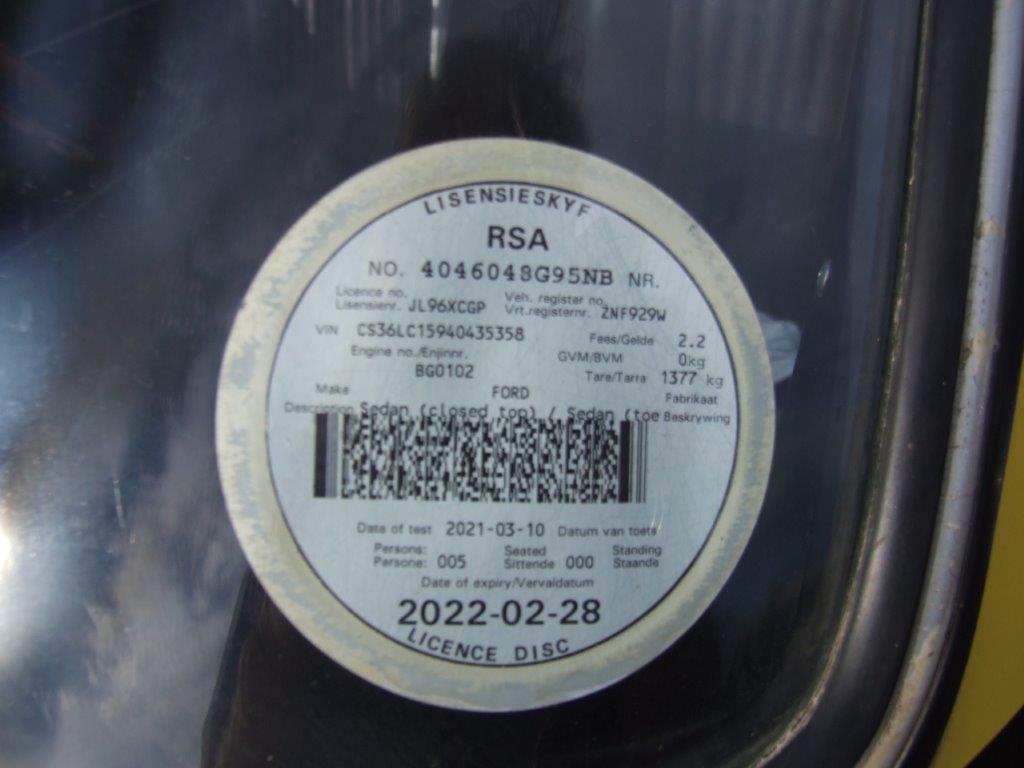 LISENSIESKYF
RSA
NO. 4046048G95NB NR.
Licence no. Veh. register no.
Lisensienr. JL96XCGP Vrt.registernr. ZNF929W
VIN CS36LC15940435358 Fees/Gelde 2.2
Engine no./Enjinnr. GVM/BVM 0kg
BG0102 Tare/Tarra 1377 kg
Make FORD Fabrikaat
Description Sedan (closed top) / Sedan (toe Beskrywing
Date of test 2021-03-10 Datum van toets
Persons: Seated Standing
Persone: 005 Sittende 000 Staande
Date of expiry/Vervaldatum
2022-02-28
LICENCE DISC